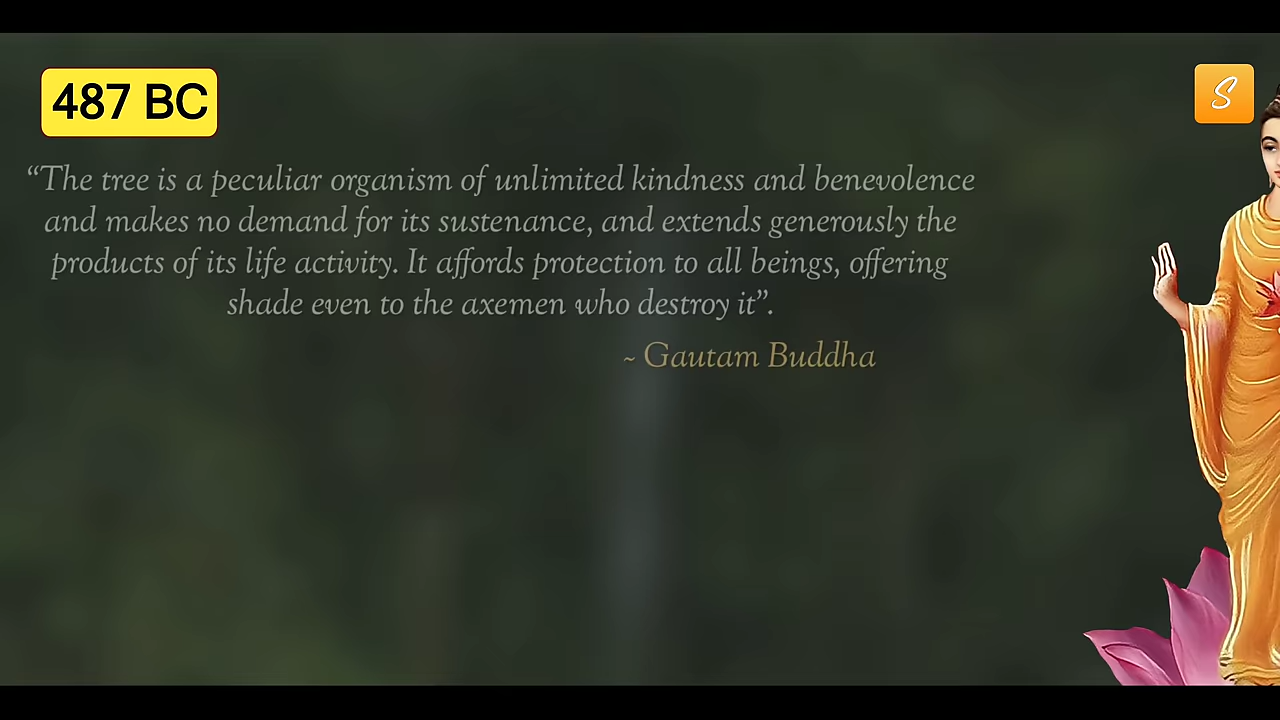 487 BC
S
“The tree is a peculiar organism of unlimited kindness and benevolence
and makes no demand for its sustenance, and extends generously the
products of its life activity. It affords protection to all beings, offering
shade even to the axemen who destroy it”.
~ Gautam Buddha